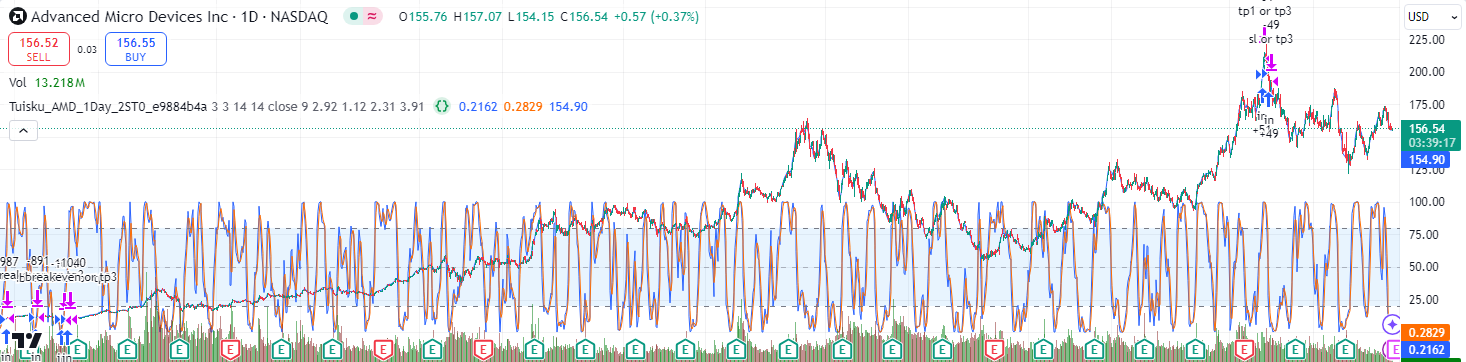 Advanced Micro Devices Inc · 1D · NASDAQ O155.76 H157.07 L154.15 C156.54 +0.57 (+0.37%)
USD
156.52 SELL
0.03
156.55 BUY
Vol 13.218M
Tuisku_AMD_1Day_2ST0_e9884b4a 3 3 14 14 close 9 2.92 1.12 2.31 3.91 {} 0.2162 0.2829 154.90
tp1 or tp3
-49
sl or tp3
+49
225.00
200.00
175.00
156.54
03:39:17
154.90
125.00
100.00
75.00
50.00
25.00
0.2829
0.2162
987 -891 1040
breakeven or tp3
E E E E E E E E E E E E E E E E E E E E E E E E E E E